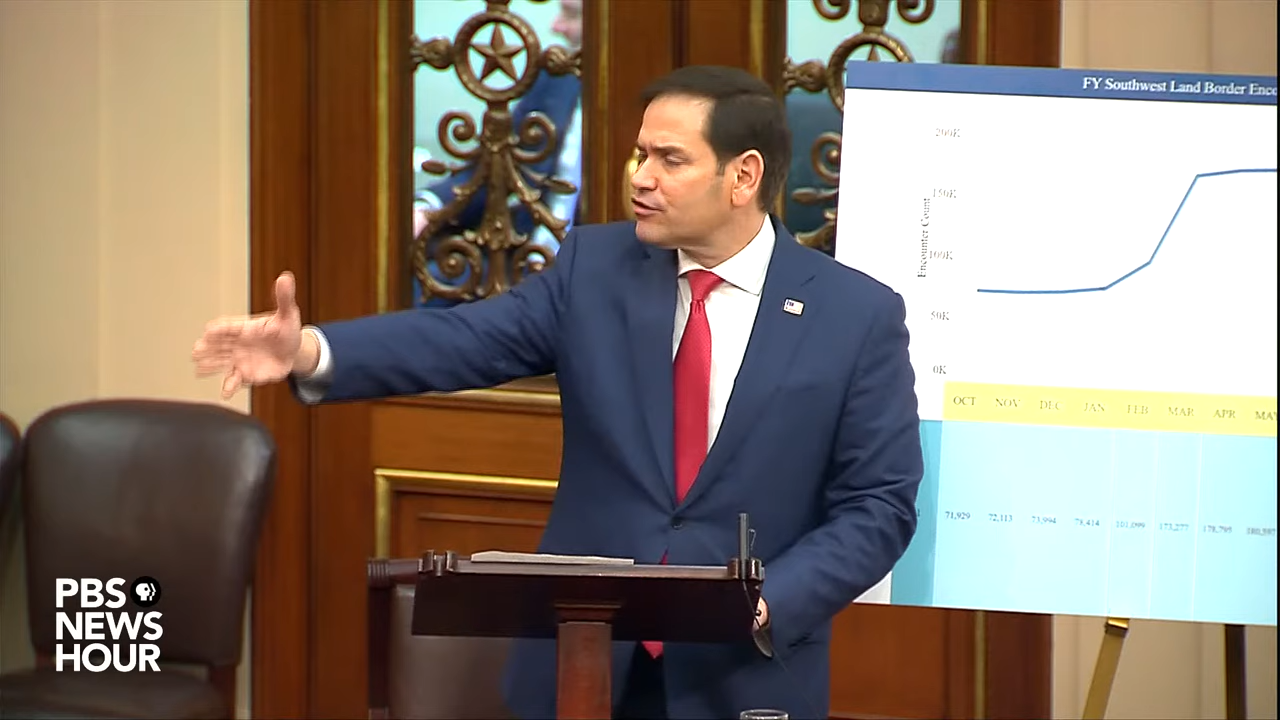 FY Southwest Land Border Enco
200K
150K
100K
50K
0K
Encounter Count
OCT NOV DEC JAN FEB MAR APR MAY
71,929 72,113 73,994 78,414 101,099 173,277 178,795 180,597
PBS
NEWS
HOUR